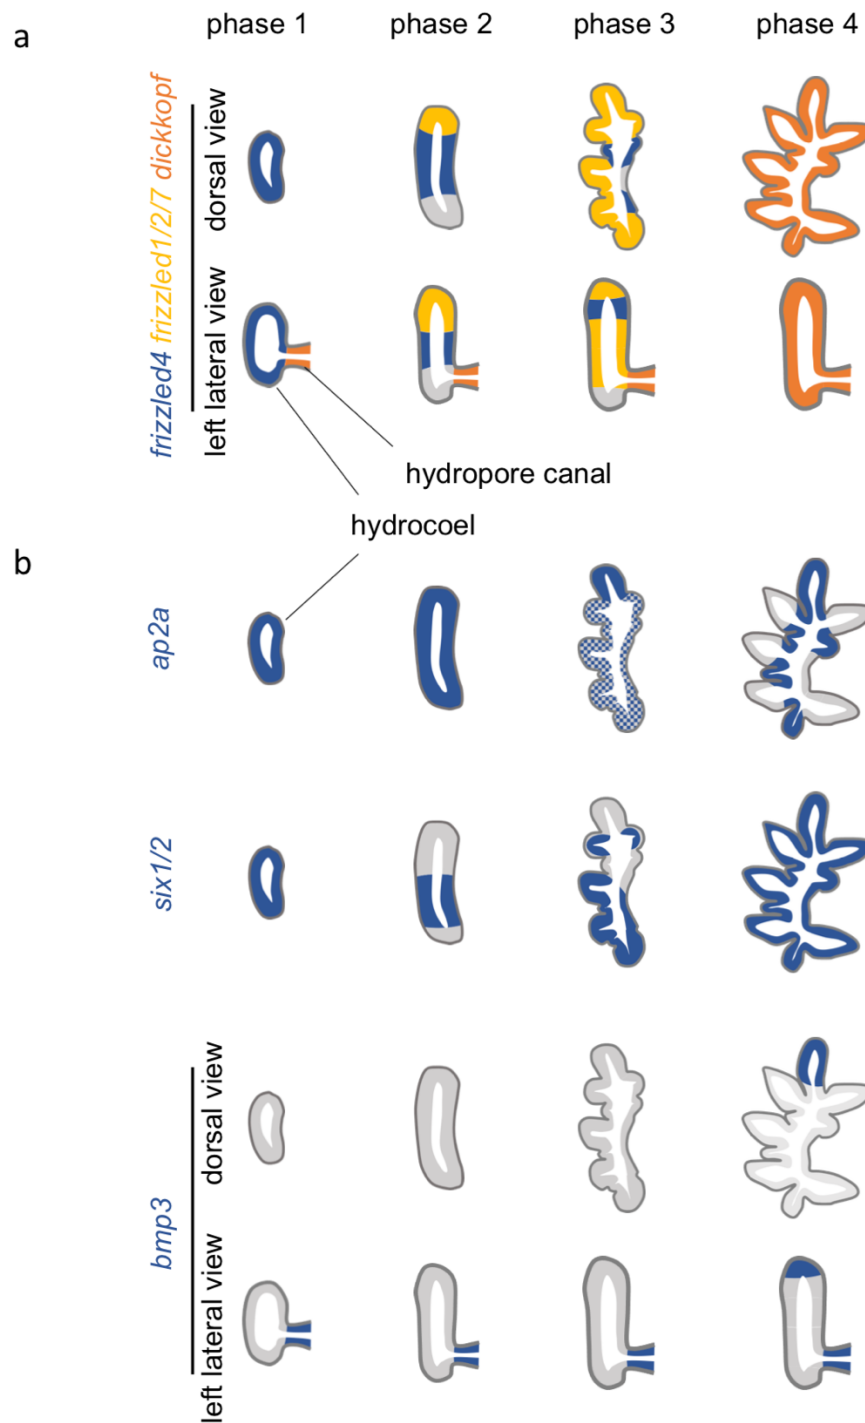 a
phase 1 phase 2 phase 3 phase 4
frizzled4 frizzled1/2/7 dickkopf
dorsal view
left lateral view
hydropore canal
hydrocoel
b
ap2a
six1/2
bmp3
dorsal view
left lateral view